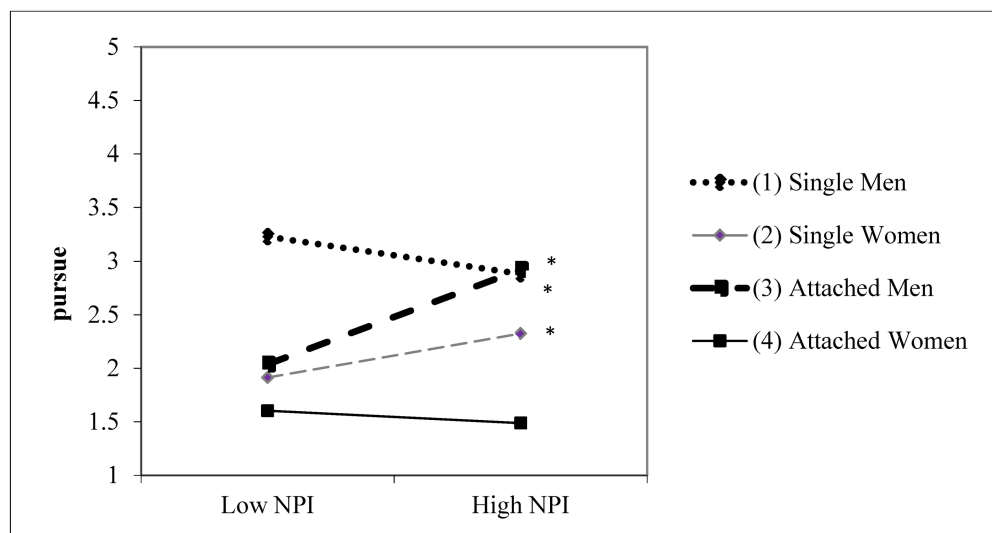 5
4.5
4
3.5
3
2.5
2
1.5
1
pursue
Low NPI
High NPI
*
*
*
(1) Single Men
(2) Single Women
(3) Attached Men
(4) Attached Women